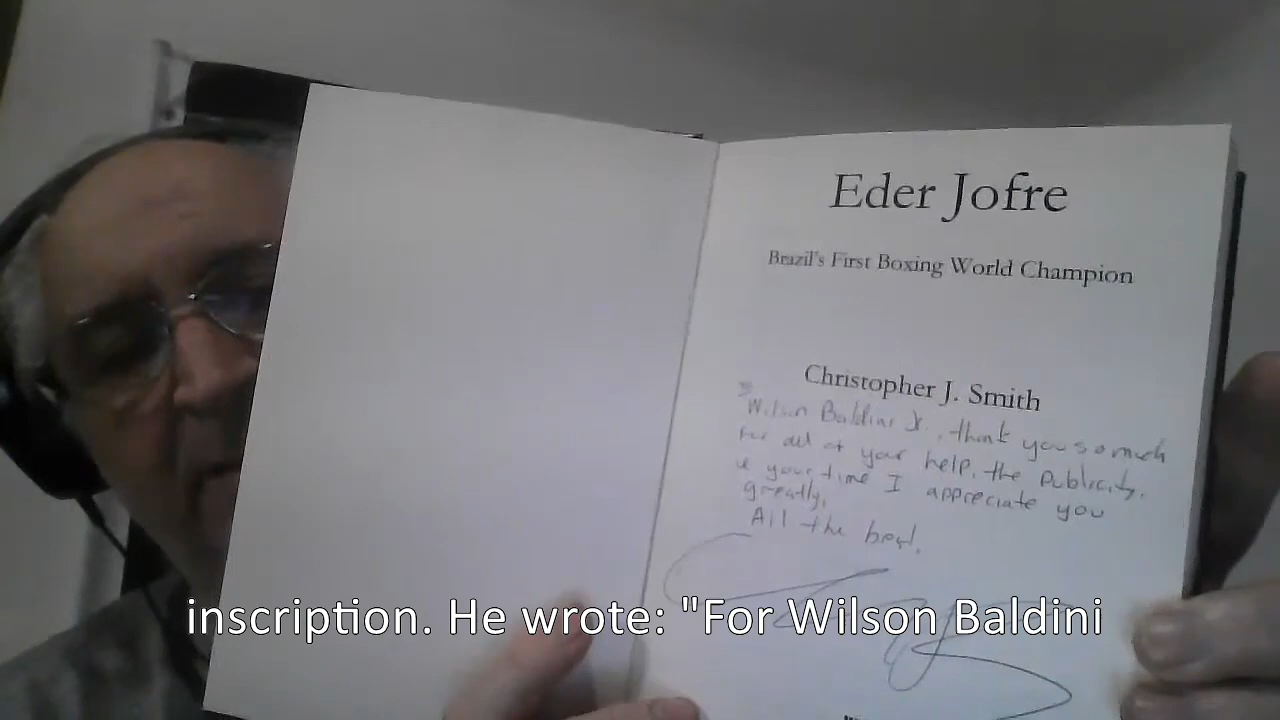 Eder Jofre
Brazil's First Boxing World Champion
Christopher J. Smith
Wilson Baldini Jr., thank you so much
for all of your help, the publicity,
your time I appreciate you
greatly.
All the best.
inscription. He wrote: "For Wilson Baldini